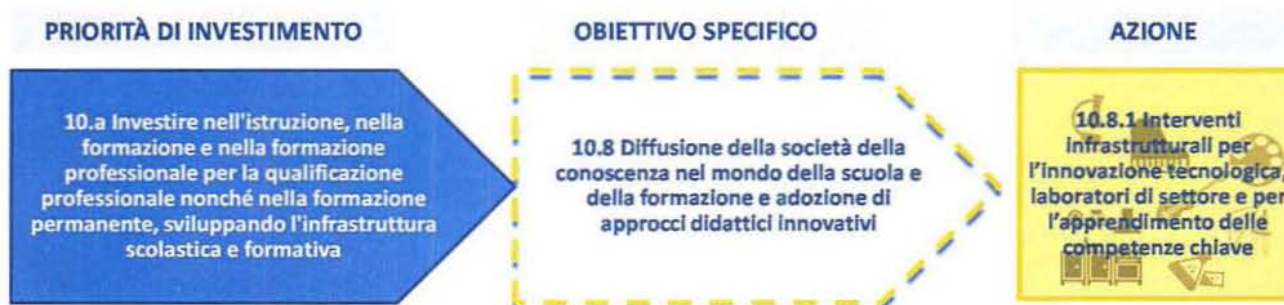 PRIORITÀ DI INVESTIMENTO
OBIETTIVO SPECIFICO
AZIONE
10.a Investire nell'istruzione, nella
formazione e nella formazione
professionale per la qualificazione
professionale nonché nella formazione
permanente, sviluppando l'infrastruttura
scolastica e formativa
10.8 Diffusione della società della
conoscenza nel mondo della scuola e
della formazione e adozione di
approcci didattici innovativi
10.8.1 Interventi
infrastrutturali per
l'innovazione tecnologica,
laboratori di settore e per
l'apprendimento delle
competenze chiave